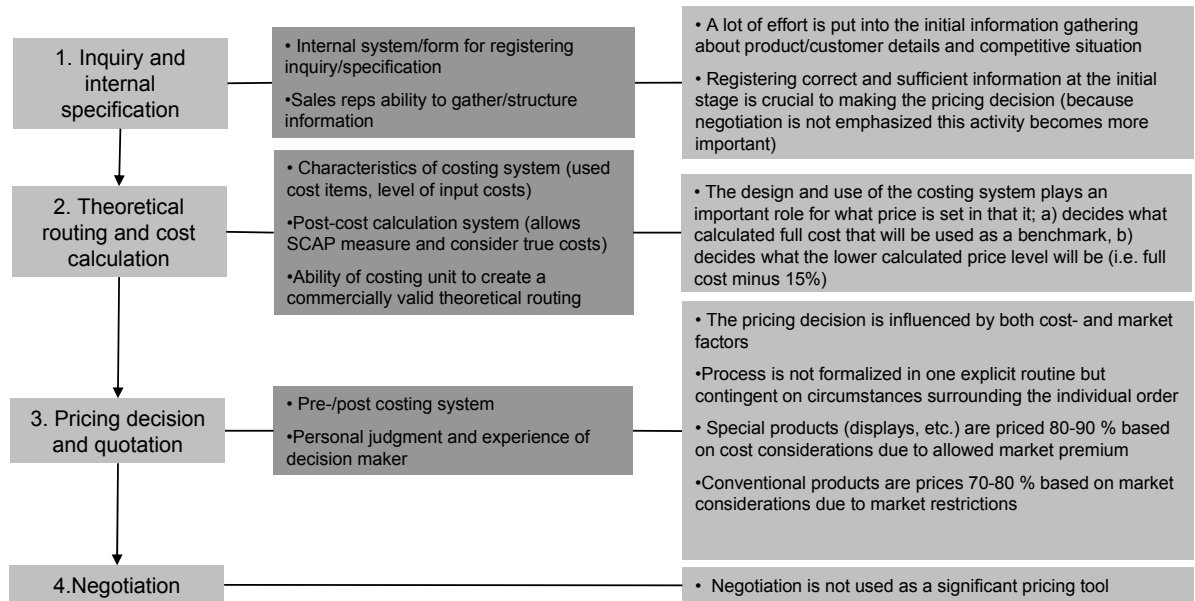 1. Inquiry and
internal
specification
• Internal system/form for registering
inquiry/specification
•Sales reps ability to gather/structure
information
• A lot of effort is put into the initial information gathering
about product/customer details and competitive situation
• Registering correct and sufficient information at the initial
stage is crucial to making the pricing decision (because
negotiation is not emphasized this activity becomes more
important)
2. Theoretical
routing and cost
calculation
• Characteristics of costing system (used
cost items, level of input costs)
•Post-cost calculation system (allows
SCAP measure and consider true costs)
•Ability of costing unit to create a
commercially valid theoretical routing
• The design and use of the costing system plays an
important role for what price is set in that it; a) decides what
calculated full cost that will be used as a benchmark, b)
decides what the lower calculated price level will be (i.e. full
cost minus 15%)
3. Pricing decision
and quotation
• Pre-/post costing system
•Personal judgment and experience of
decision maker
• The pricing decision is influenced by both cost- and market
factors
•Process is not formalized in one explicit routine but
contingent on circumstances surrounding the individual order
• Special products (displays, etc.) are priced 80-90 % based
on cost considerations due to allowed market premium
•Conventional products are prices 70-80 % based on market
considerations due to market restrictions
4.Negotiation
• Negotiation is not used as a significant pricing tool